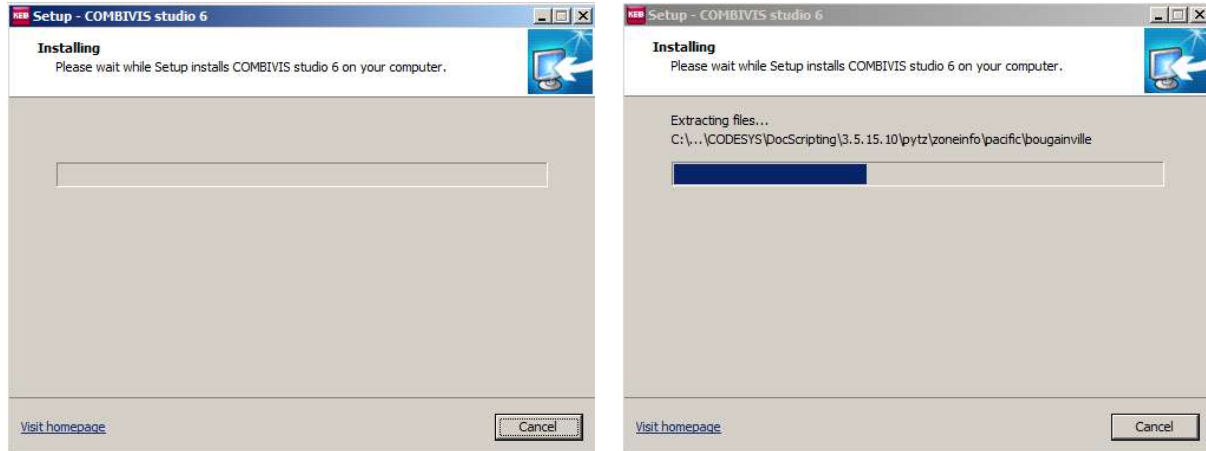 KEB Setup - COMBIVIS studio 6
Installing
Please wait while Setup installs COMBIVIS studio 6 on your computer.
Visit homepage
Cancel
KEB Setup - COMBIVIS studio 6
Installing
Please wait while Setup installs COMBIVIS studio 6 on your computer.
Extracting files...
C:\...\CODESYS\DocScripting\3.5.15.10\pytz\zoneinfo\pacific\bougainville
Visit homepage
Cancel